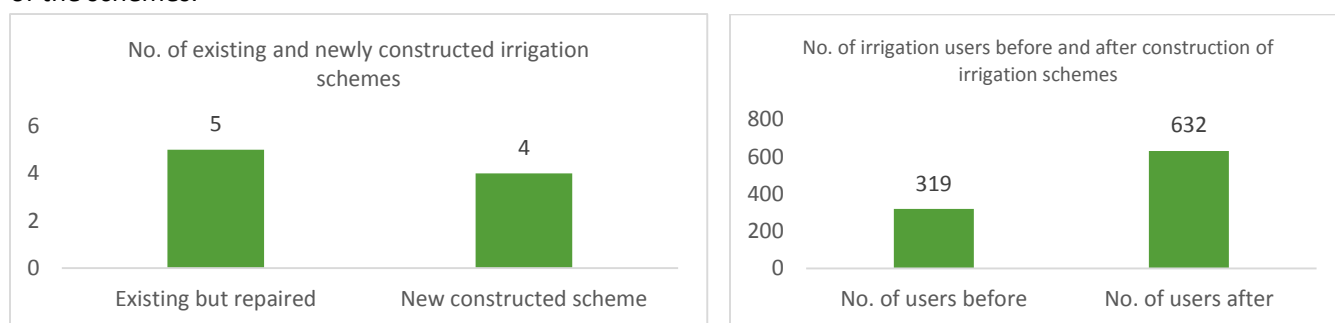 of the schemes.
No. of existing and newly constructed irrigation
schemes
6
4
2
0
5
4
Existing but repaired
New constructed scheme
No. of irrigation users before and after construction of
irrigation schemes
800
600
400
200
0
319
632
No. of users before
No. of users after